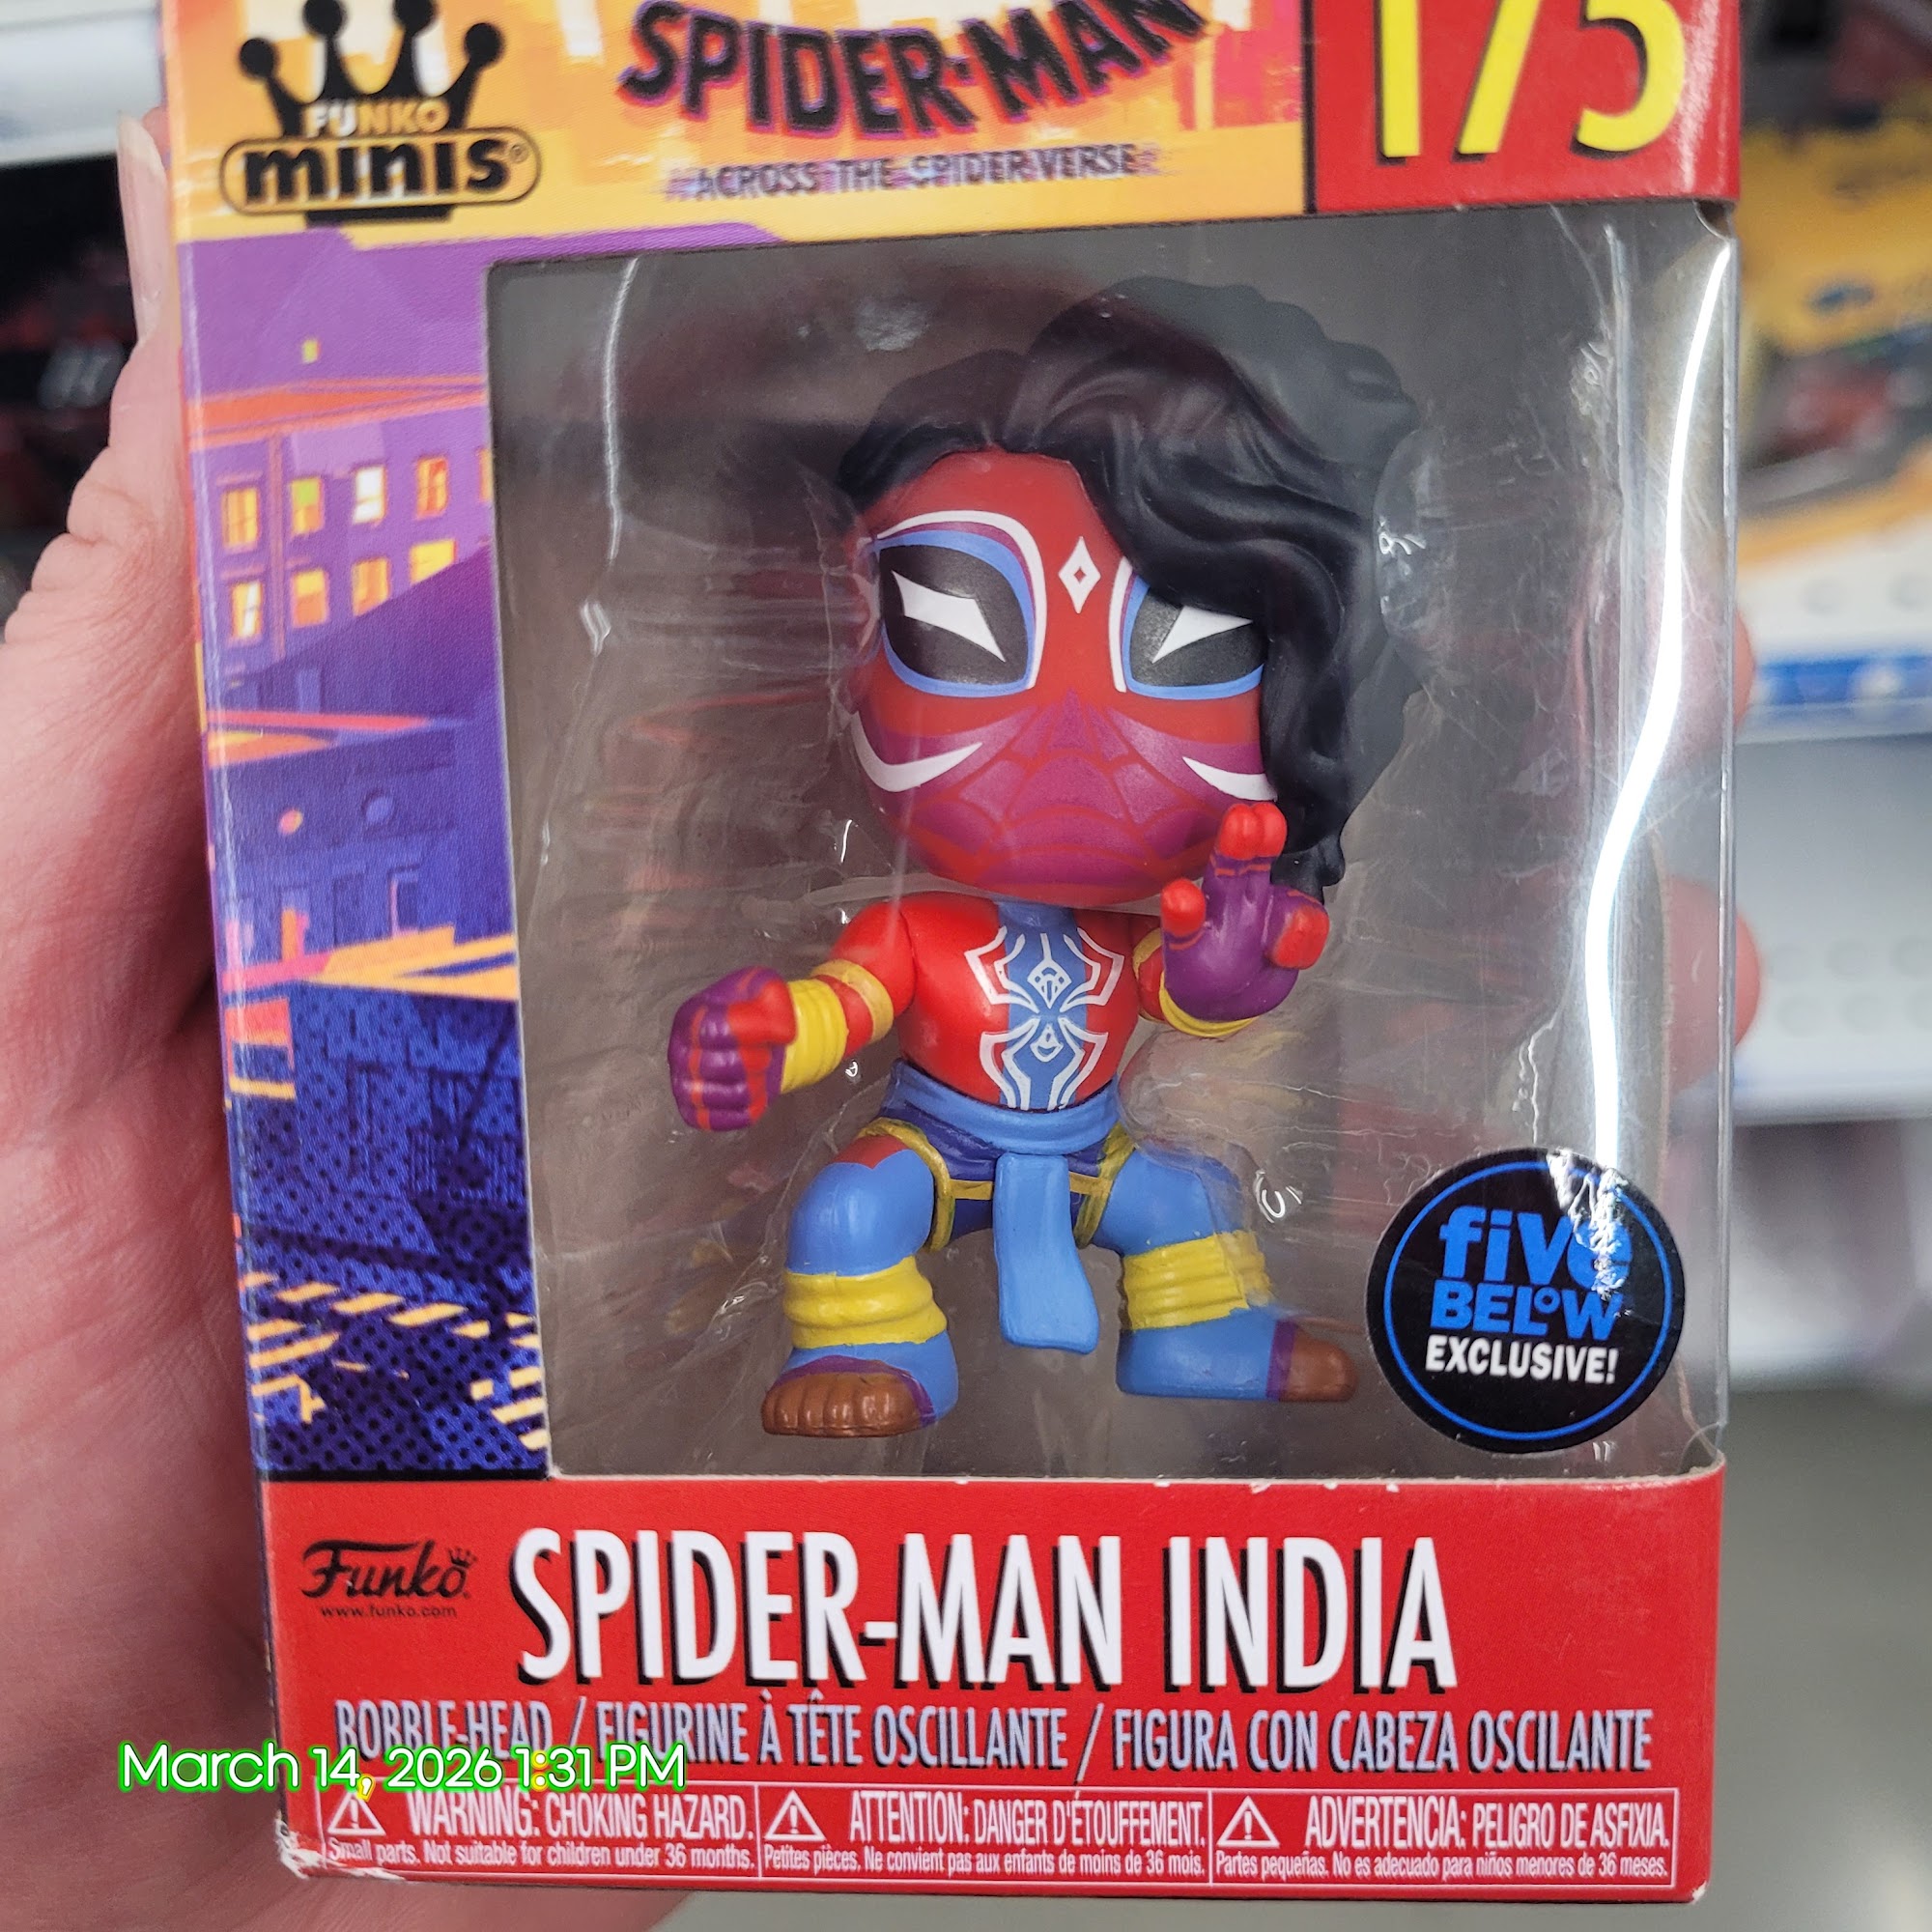 FUNKO
minis®
SPIDER-MAN
ACROSS THE SPIDER-VERSE
175
five
BELOW
EXCLUSIVE!
Funko
www.funko.com
SPIDER-MAN INDIA
BOBBLE-HEAD / FIGURINE À TÊTE OSCILLANTE / FIGURA CON CABEZA OSCILANTE
March 14, 2026 1:31 PM
WARNING: CHOKING HAZARD.
Small parts. Not suitable for children under 36 months.
ATTENTION: DANGER D'ÉTOUFFEMENT.
Petites pièces. Ne convient pas aux enfants de moins de 36 mois.
ADVERTENCIA: PELIGRO DE ASFIXIA.
Partes pequeñas. No es adecuado para niños menores de 36 meses.